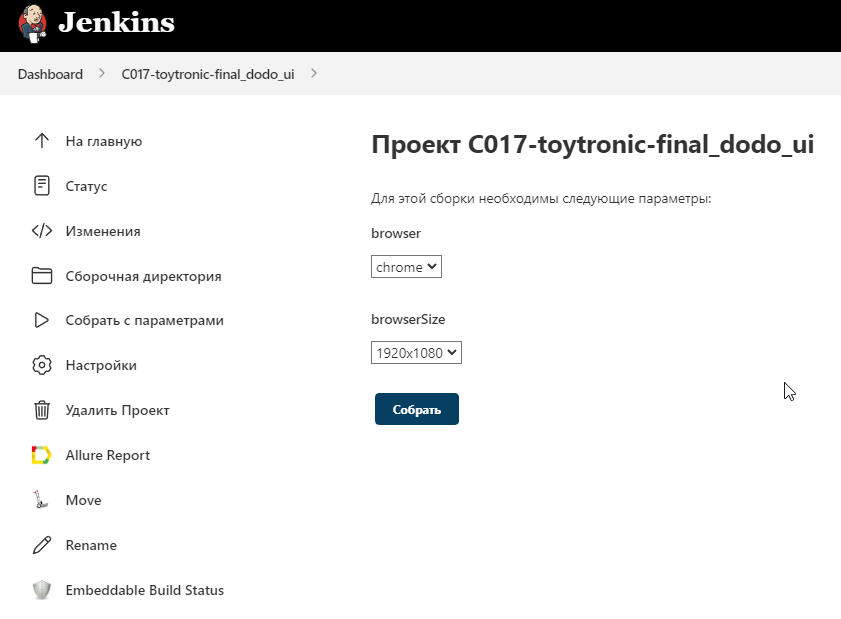 Jenkins
Dashboard
C017-toytronic-final_dodo_ui
На главную
Статус
Изменения
Сборочная директория
Собрать с параметрами
Настройки
Удалить Проект
Allure Report
Move
Rename
Embeddable Build Status
Проект C017-toytronic-final_dodo_ui
Для этой сборки необходимы следующие параметры:
browser
chrome
browserSize
1920x1080
Собрать